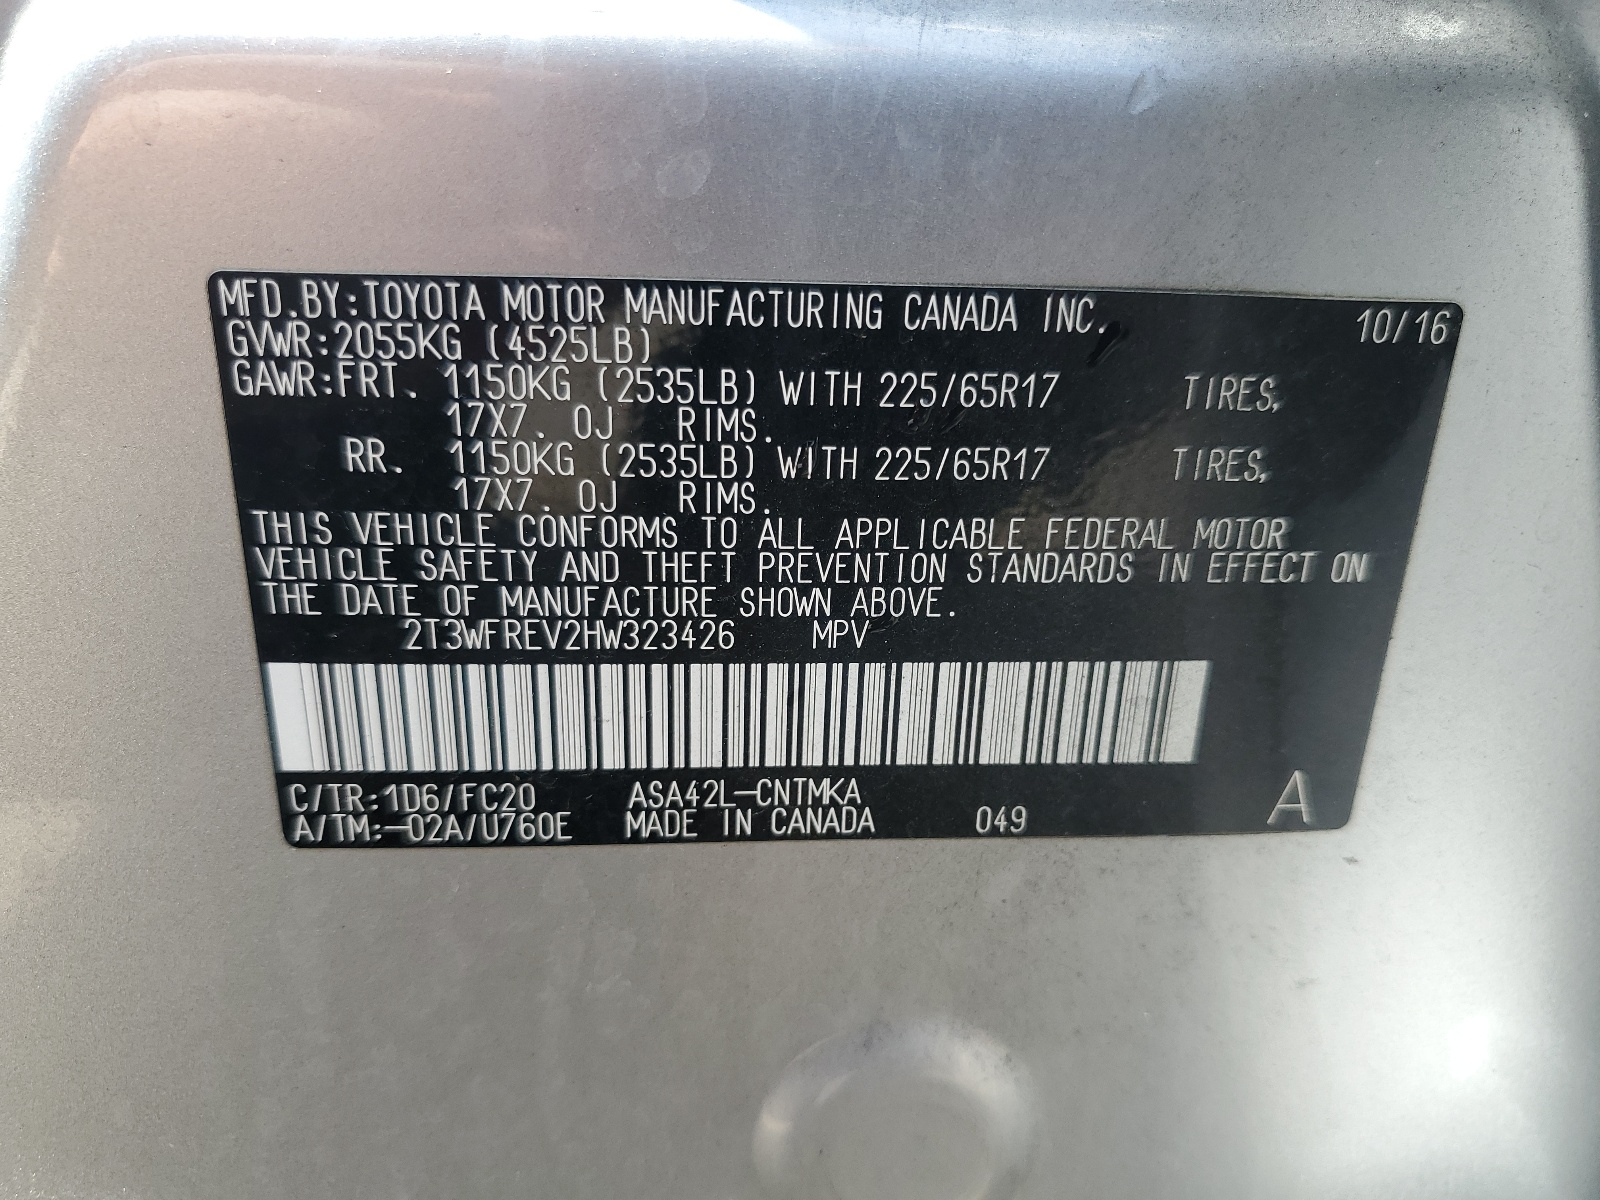 MFD.BY:TOYOTA MOTOR MANUFACTURING CANADA INC. 10/16
GVWR:2055KG (4525LB)
GAWR:FRT. 1150KG (2535LB) WITH 225/65R17 TIRES,
17X7. 0J RIMS.
RR. 1150KG (2535LB) WITH 225/65R17 TIRES,
17X7. 0J RIMS.
THIS VEHICLE CONFORMS TO ALL APPLICABLE FEDERAL MOTOR
VEHICLE SAFETY AND THEFT PREVENTION STANDARDS IN EFFECT ON
THE DATE OF MANUFACTURE SHOWN ABOVE.
2T3WFREV2HW323426 MPV
C/TR:1D6/FC20 ASA42L-CNTMKA
A/TM:-02A/U760E MADE IN CANADA 049 A